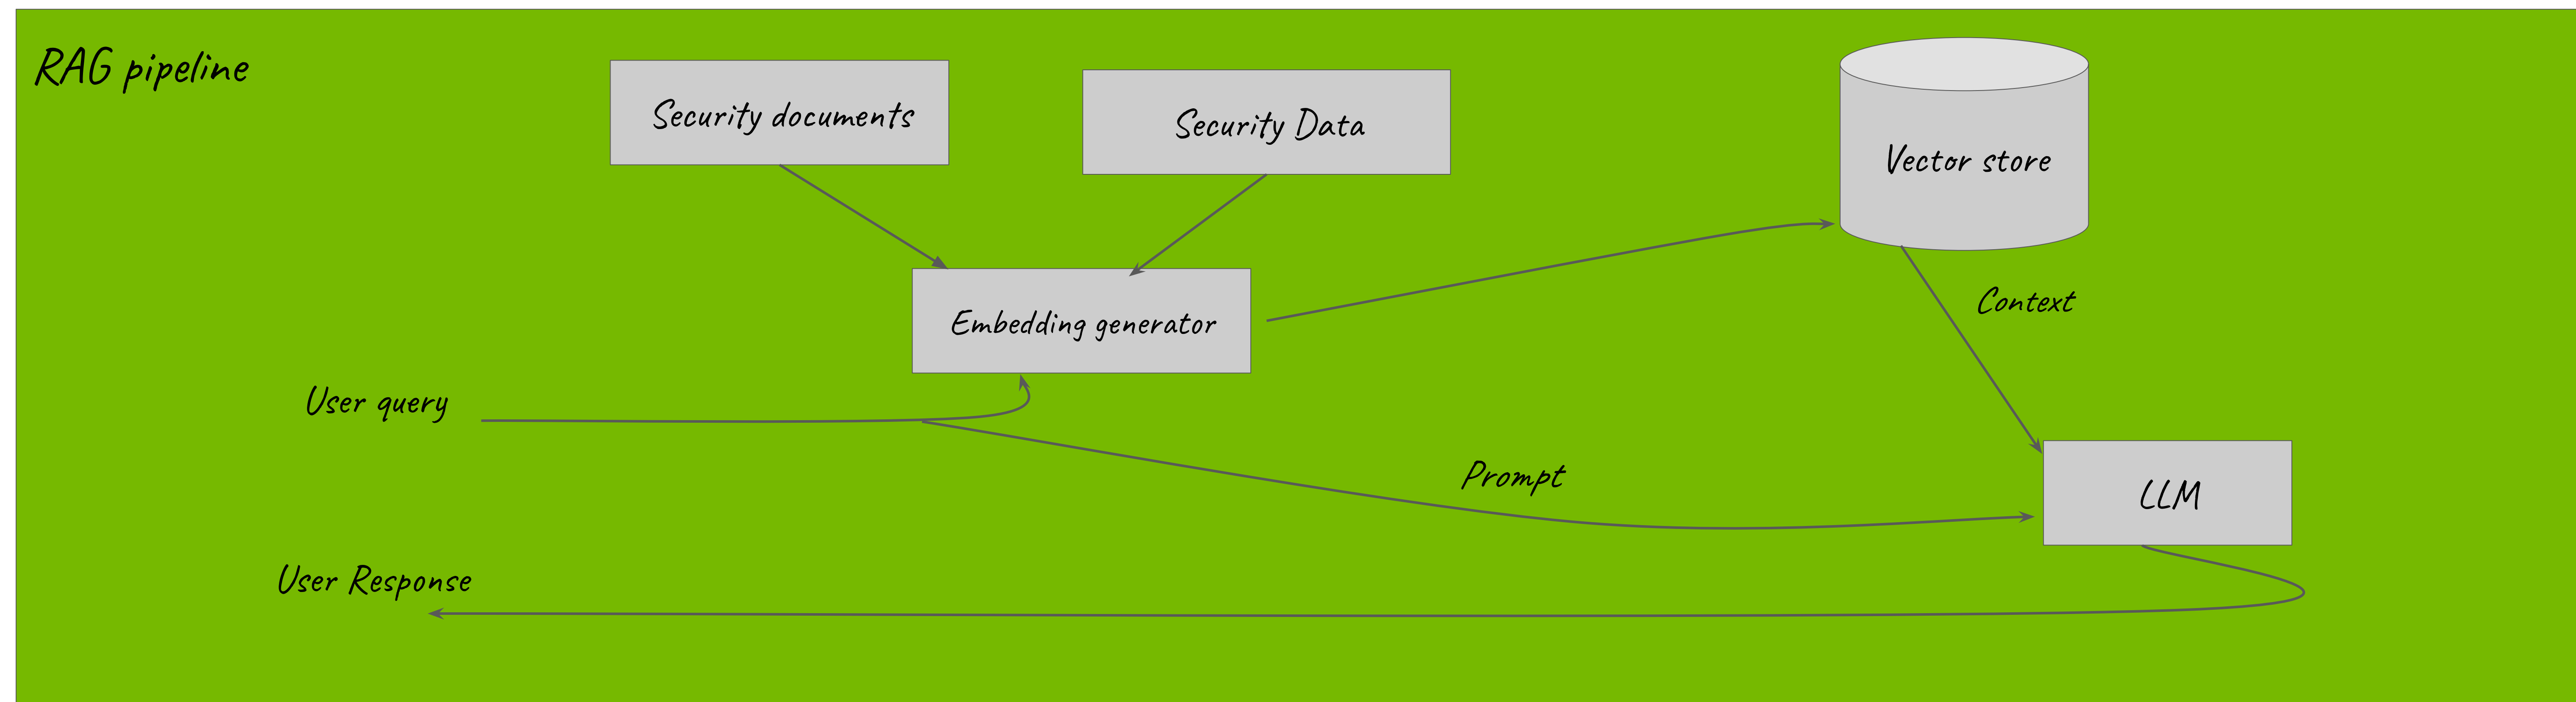 RAG pipeline
Security documents
Security Data
Vector store
Embedding generator
Context
User query
Prompt
LLM
User Response